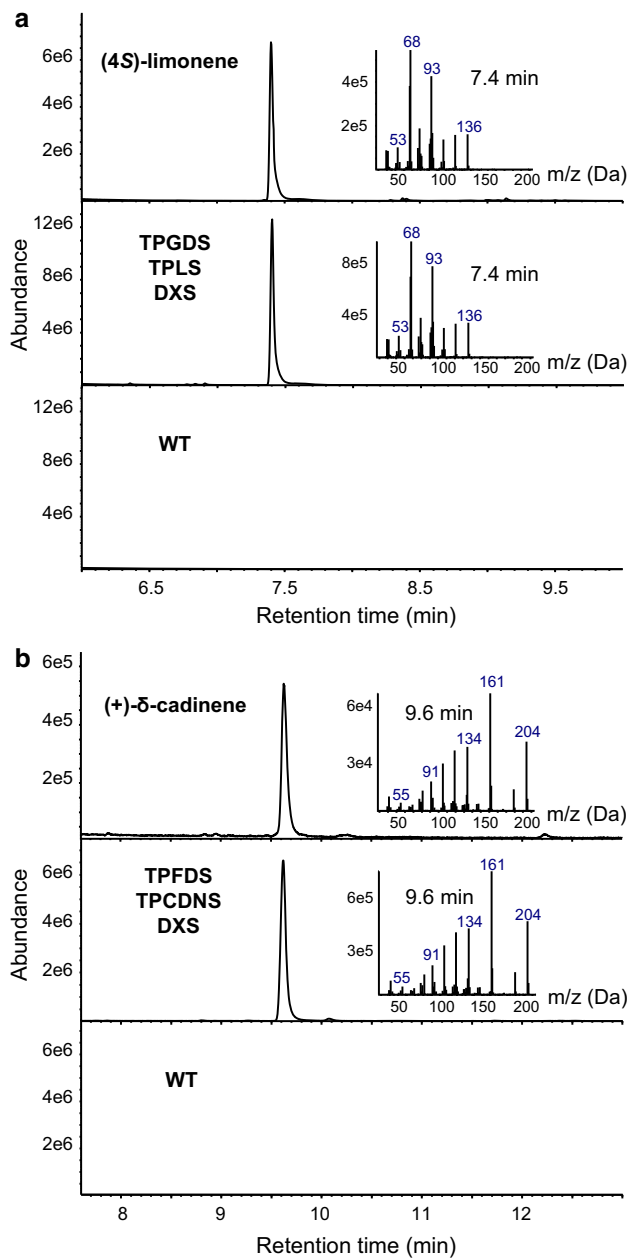 a
6e6
4e6
2e6
(4S)-limonene
4e5
2e5
68
93
53
136
7.4 min
50 100 150 200 m/z (Da)
Abundance
12e6
8e6
4e6
TPGDS
TPLS
DXS
8e5
4e5
68
93
53
136
7.4 min
50 100 150 200 m/z (Da)
12e6
8e6
4e6
WT
6.5 7.5 8.5 9.5
Retention time (min)
b
6e5
4e5
2e5
(+)-δ-cadinene
6e4
3e4
9.6 min
161
204
134
91
55
50 100 150 200 m/z (Da)
Abundance
6e6
4e6
2e6
TPFDS
TPCDNS
DXS
6e5
3e5
9.6 min
161
204
134
91
55
50 100 150 200 m/z (Da)
6e6
4e6
2e6
WT
8 9 10 11 12
Retention time (min)